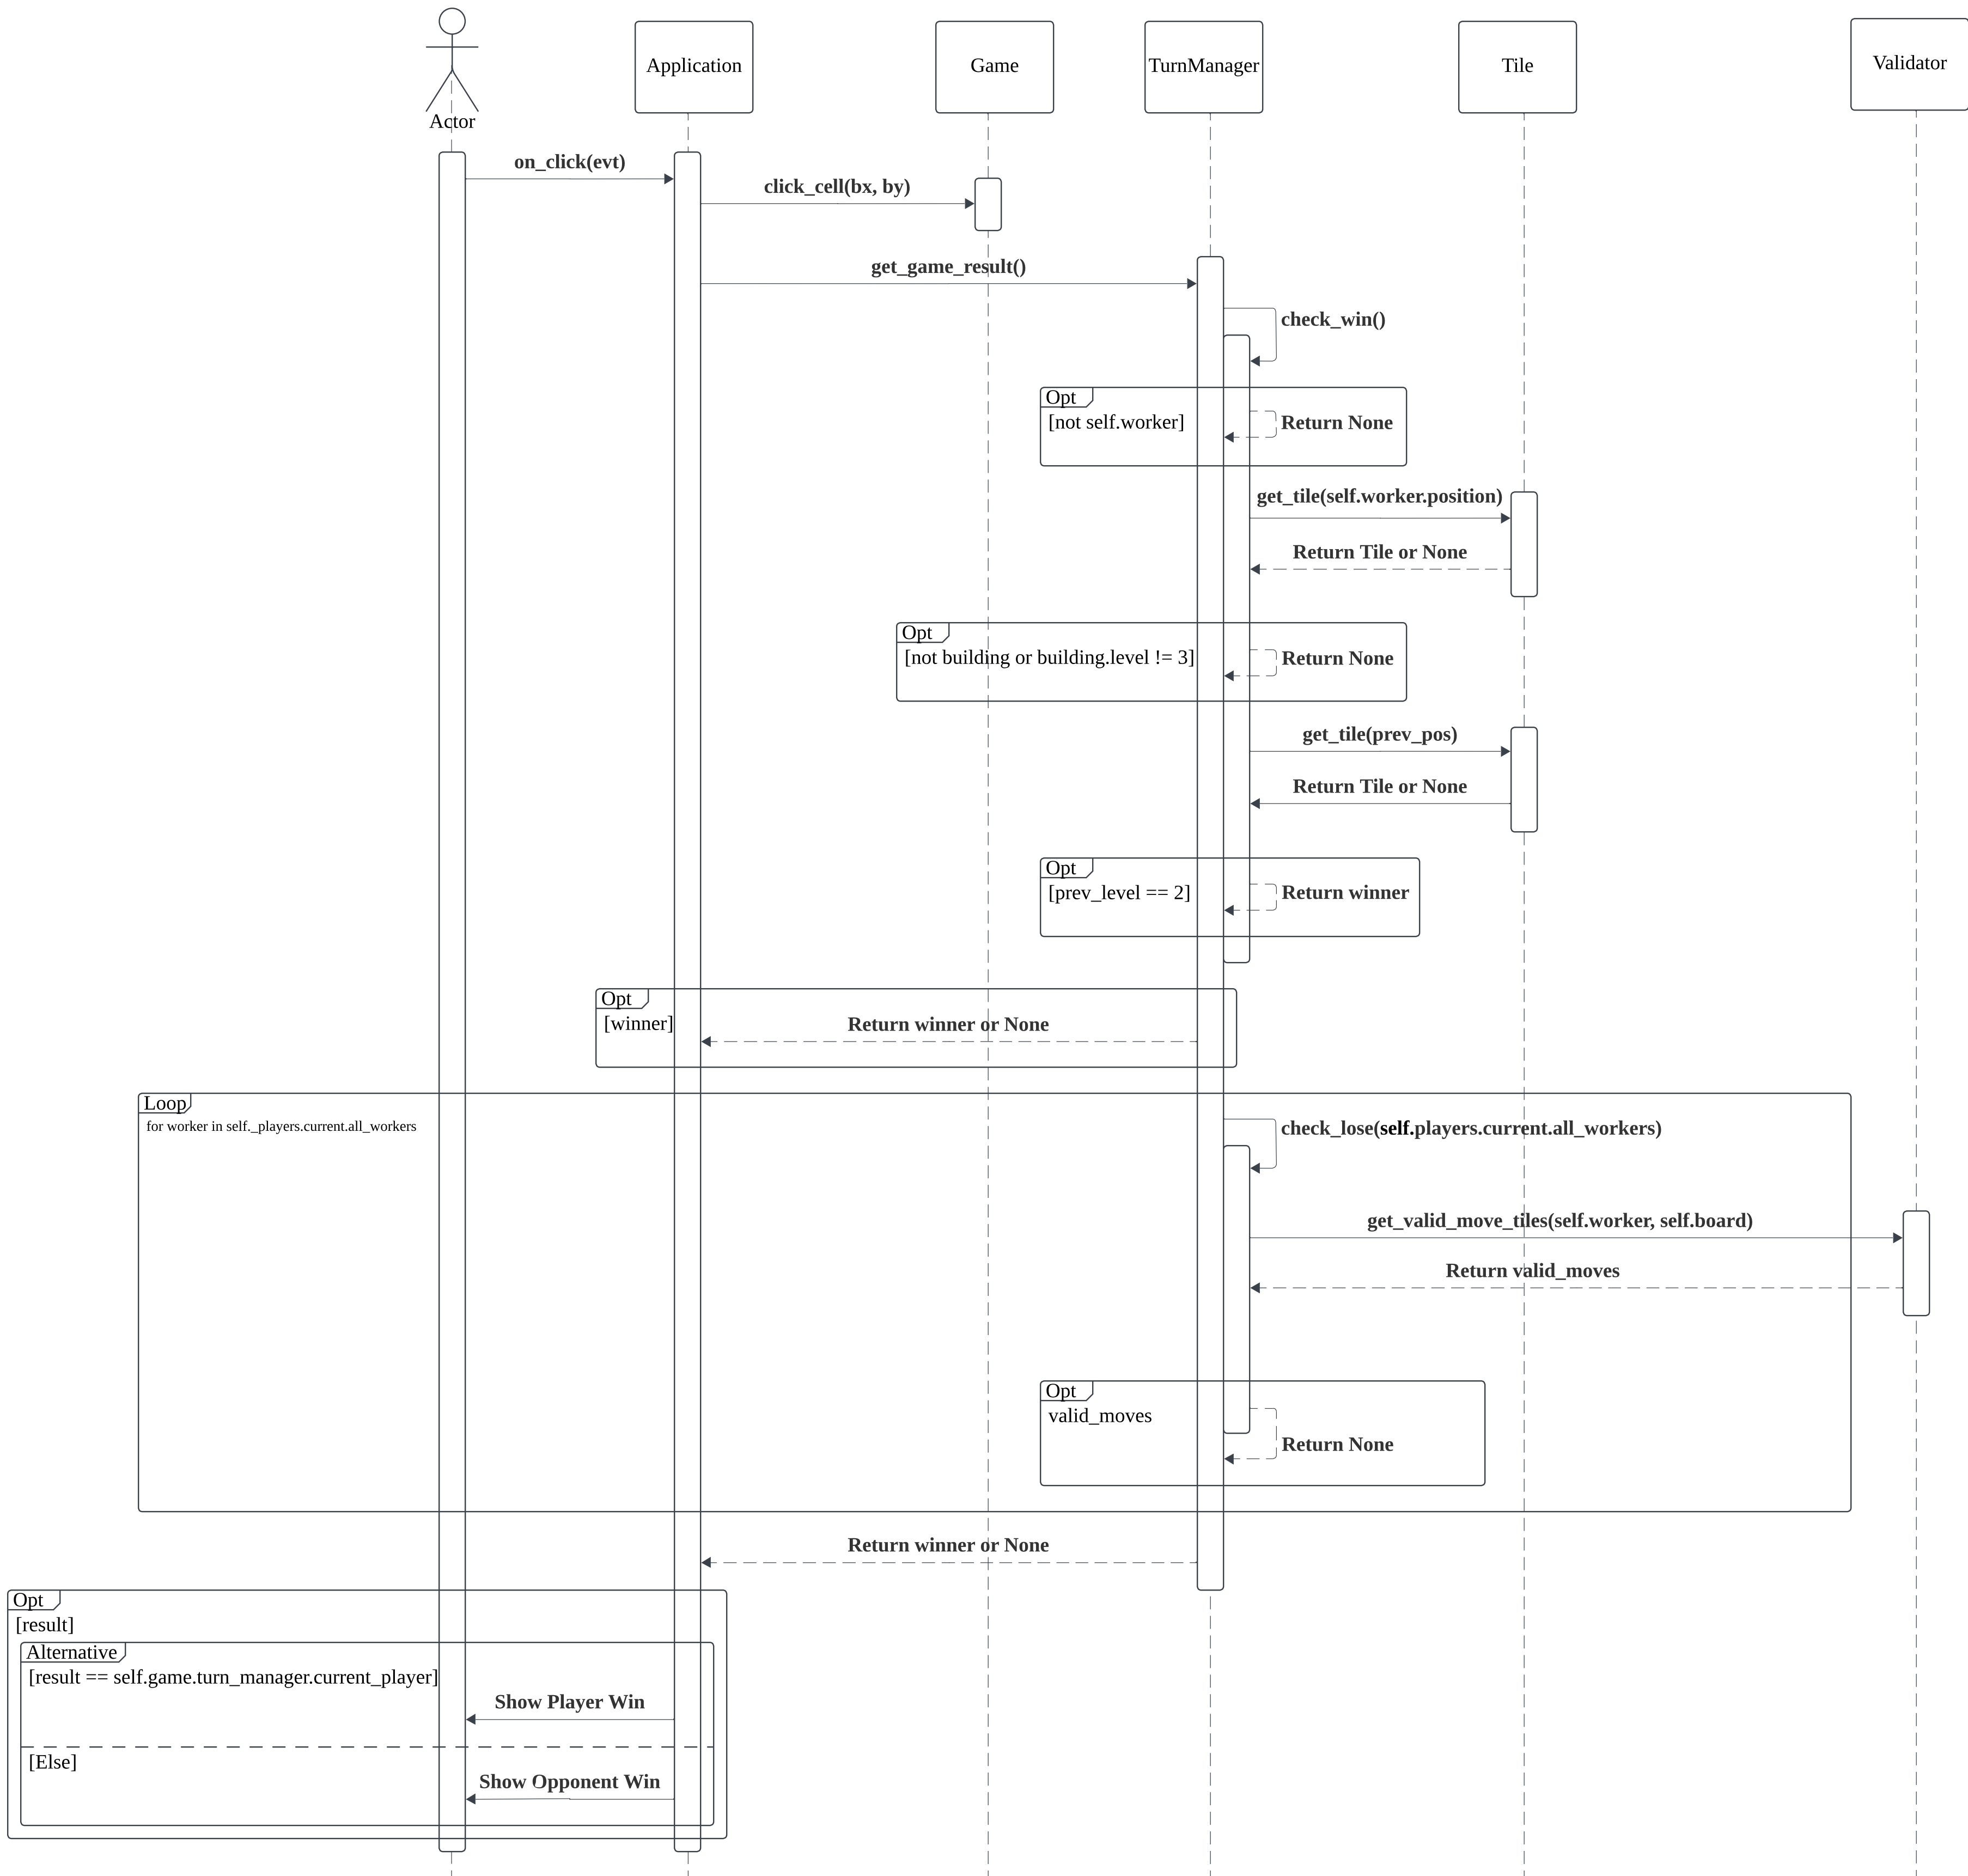 Actor
Application
Game
TurnManager
Tile
Validator
on_click(evt)
click_cell(bx, by)
get_game_result()
check_win()
Opt
[not self.worker]
Return None
get_tile(self.worker.position)
Return Tile or None
Opt
[not building or building.level != 3]
Return None
get_tile(prev_pos)
Return Tile or None
Opt
[prev_level == 2]
Return winner
Opt
[winner]
Return winner or None
Loop
for worker in self._players.current.all_workers
check_lose(self.players.current.all_workers)
get_valid_move_tiles(self.worker, self.board)
Return valid_moves
Opt
valid_moves
Return None
Return winner or None
Opt
[result]
Alternative
[result == self.game.turn_manager.current_player]
Show Player Win
[Else]
Show Opponent Win